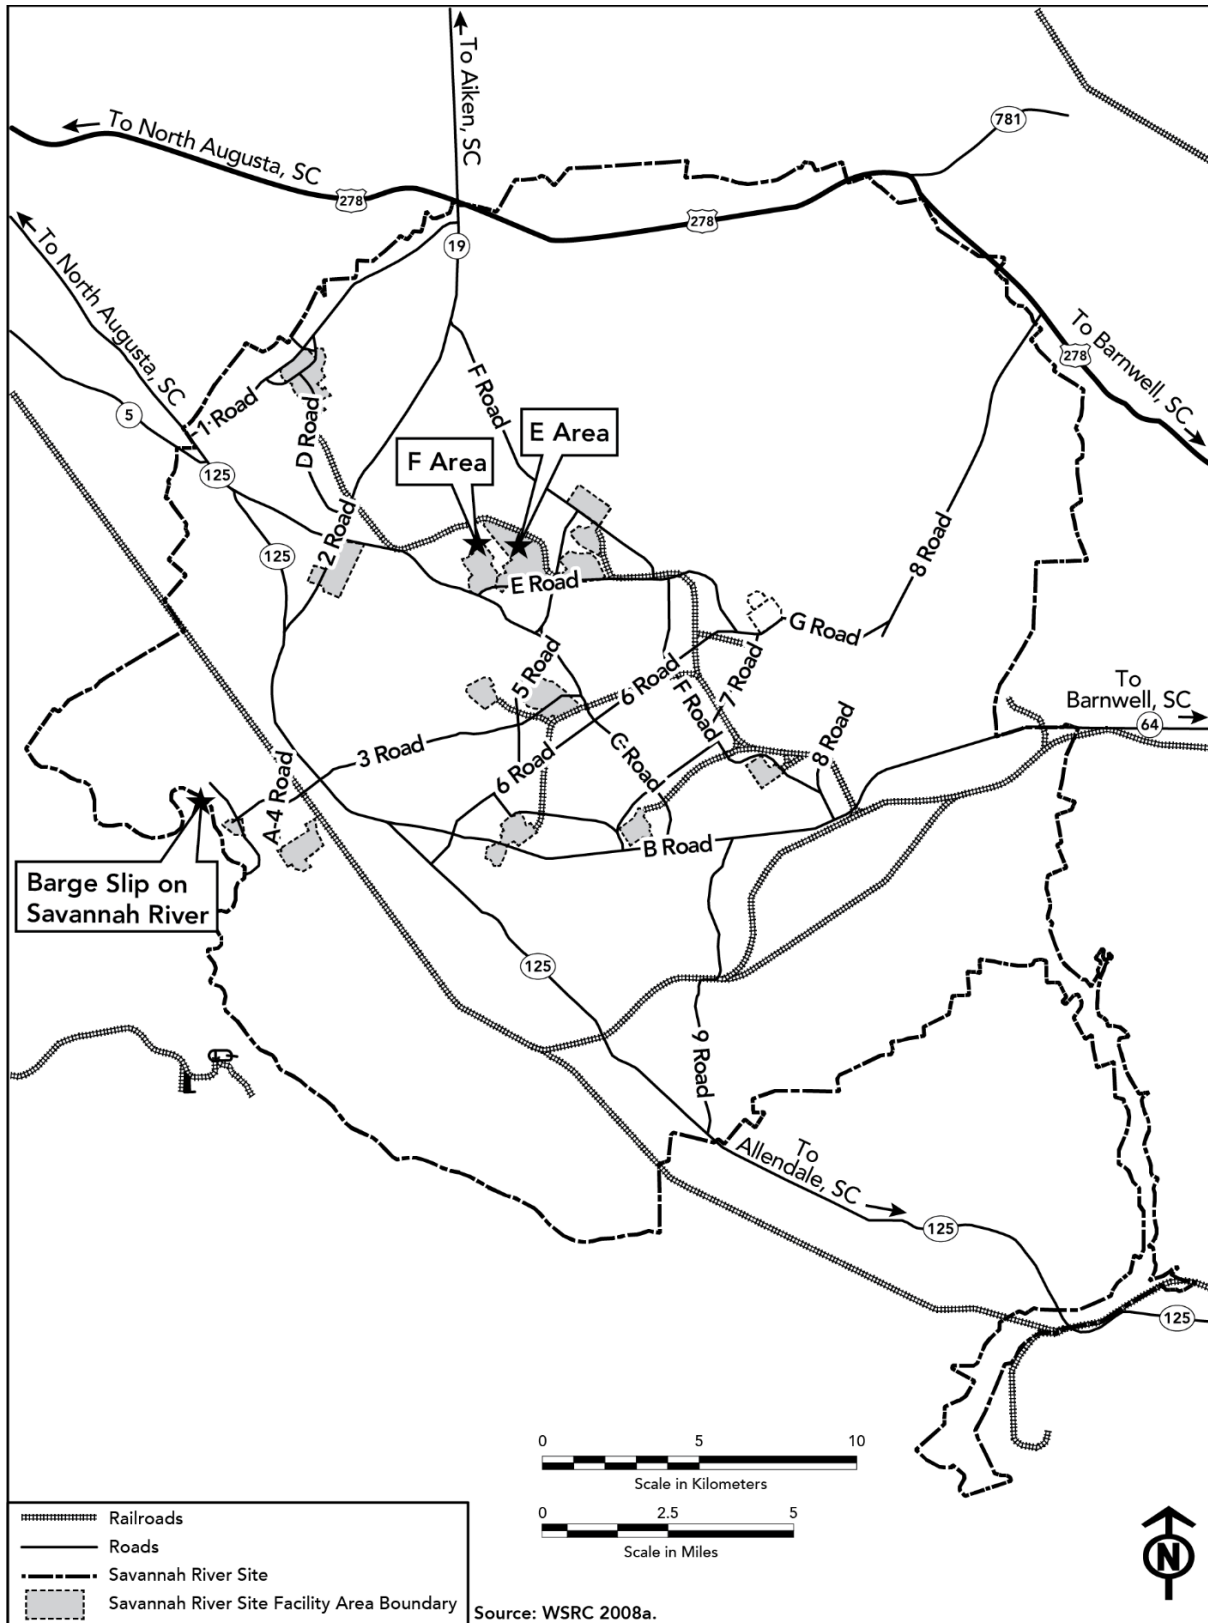 To Aiken, SC
781
To North Augusta, SC
278
278
19
To North Augusta, SC
To Barnwell, SC
278
5
1 Road
125
D Road
F Road
E Area
F Area
2 Road
125
8 Road
E Road
G Road
5 Road
6 Road
F Road
7 Road
To
Barnwell, SC
64
3 Road
6 Road
C Road
8 Road
A-4 Road
B Road
Barge Slip on
Savannah River
125
9 Road
To
Allendale, SC
125
125
0 5 10
Scale in Kilometers
0 2.5 5
Scale in Miles
Railroads
Roads
Savannah River Site
Savannah River Site Facility Area Boundary
Source: WSRC 2008a.
N